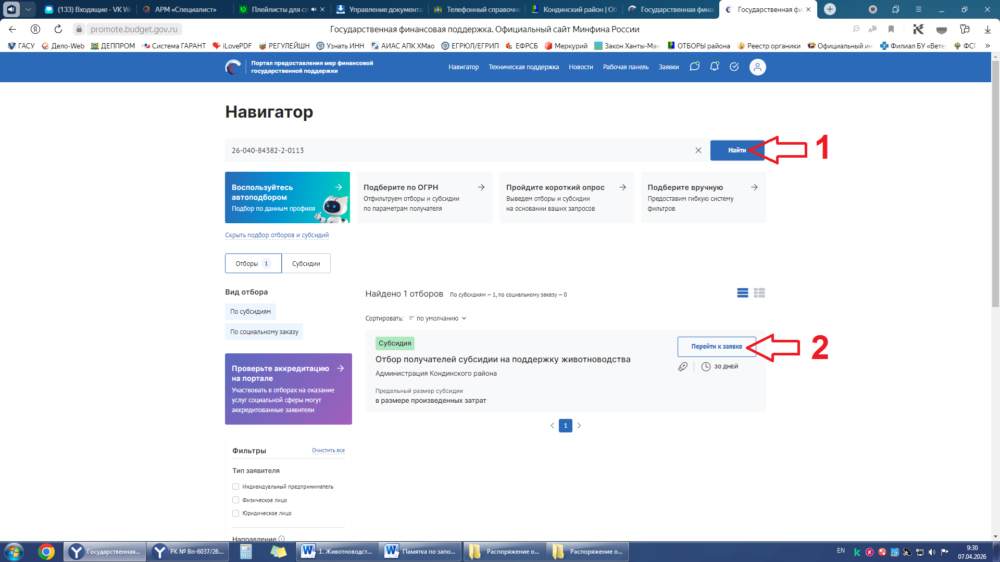 (133) Входящие - VK W
АРМ «Специалист»
Плейлисты для сп
Управление документа
Телефонный справочни
Кондинский район | Об
Государственная фина
Государственная фи
promote.budget.gov.ru
Государственная финансовая поддержка. Официальный сайт Минфина России
ГАСУ
Дело-Web
ДЕППРОМ
Система ГАРАНТ
iLovePDF
РЕГУЛЕЙШН
Узнать ИНН
АИАС АПК ХМао
ЕГРЮЛ/ЕГРИП
ЕФРСБ
Меркурий
Закон Ханты-Ман
ОТБОРЫ района
Реестр органики
Официальный ин
Филиал БУ «Вете
ФСГ
»
Портал предоставления мер финансовой
государственной поддержки
Навигатор
Техническая поддержка
Новости
Рабочая панель
Заявки
Навигатор
26-040-84382-2-0113
Найти
1
Воспользуйтесь
автоподбором
Подбор по данным профиля
Подберите по ОГРН
Отфильтруем отборы и субсидии
по параметрам получателя
Пройдите короткий опрос
Выведем отборы и субсидии
на основании ваших запросов
Подберите вручную
Предоставим гибкую систему
фильтров
Скрыть подбор отборов и субсидий
Отборы 1
Субсидии
Вид отбора
По субсидиям
По социальному заказу
Найдено 1 отборов
По субсидиям — 1, по социальному заказу — 0
Сортировать: по умолчанию
Субсидия
Отбор получателей субсидии на поддержку животноводства
Администрация Кондинского района
Предельный размер субсидии
в размере произведенных затрат
Перейти к заявке
2
30 ДНЕЙ
1
Проверьте аккредитацию
на портале
Участвовать в отборах на оказание
услуг социальной сферы могут
аккредитованные заявители
Фильтры
Очистить все
Тип заявителя
Индивидуальный предприниматель
Физическое лицо
Юридическое лицо
Направление
Государственная...
РК № Вп-6037/26...
1. Животноводст...
Памятка по запо...
Распоряжение о...
Распоряжение о...
EN
9:30
07.04.2026